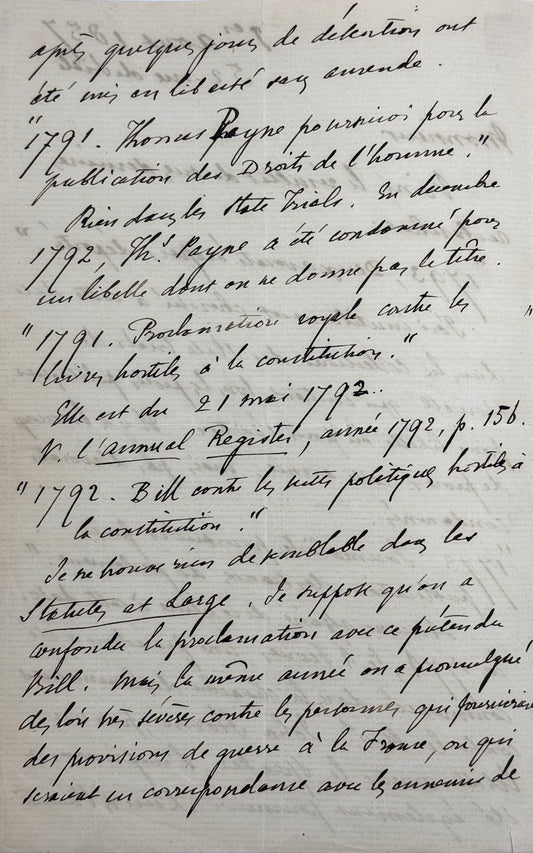 après quelques jours de détention ont
été mis en liberté sans amende.
"1791. Thomas Payne poursuivi pour la
publication des Droits de l'homme."
Rien dans les State Trials. En décembre
1792, Th.s Payne a été condamné pour
un libelle dont on ne donne pas le titre.
"1791. Proclamation royale contre les "
livres hostiles à la constitution."
Elle est du 21 mai 1792.
V. l'annual Register, année 1792, p. 156.
"1792. Bill contre les politiques hostiles à
la constitution."
Je ne trouve rien de semblable dans les
Statutes at Large. Je suppose qu'on a
confondu la proclamation avec ce prétendu
Bill. Mais la même année on a promulgué
des lois très sévères contre les personnes qui fourniraient
des provisions de guerre à la France, ou qui
seraient en correspondance avec les ennemis de